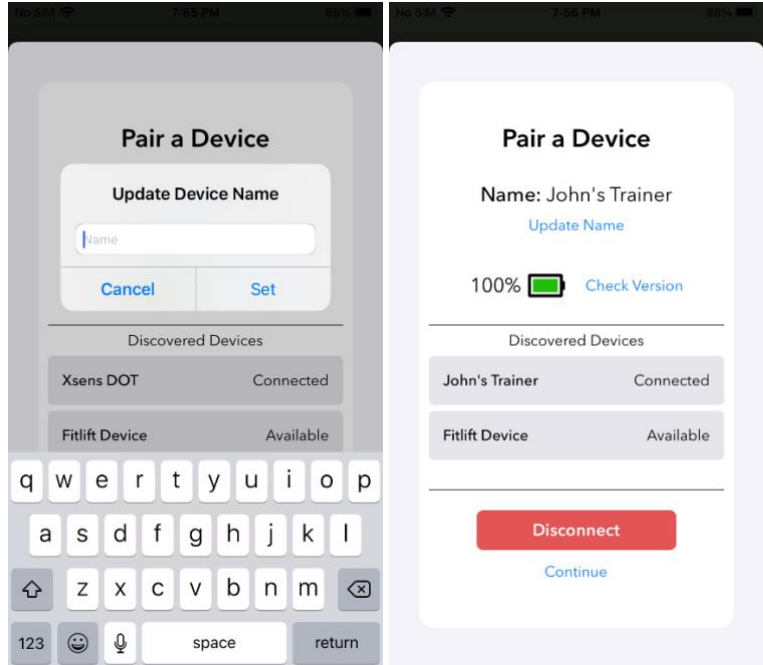 No SIM 7:55 PM 88%
Pair a Device
Update Device Name
Name
Cancel Set
Discovered Devices
Xsens DOT Connected
Fitlift Device Available
q w e r t y u i o p
a s d f g h j k l
z x c v b n m
123 space return
No SIM 7:56 PM 88%
Pair a Device
Name: John's Trainer
Update Name
100% Check Version
Discovered Devices
John's Trainer Connected
Fitlift Device Available
Disconnect
Continue